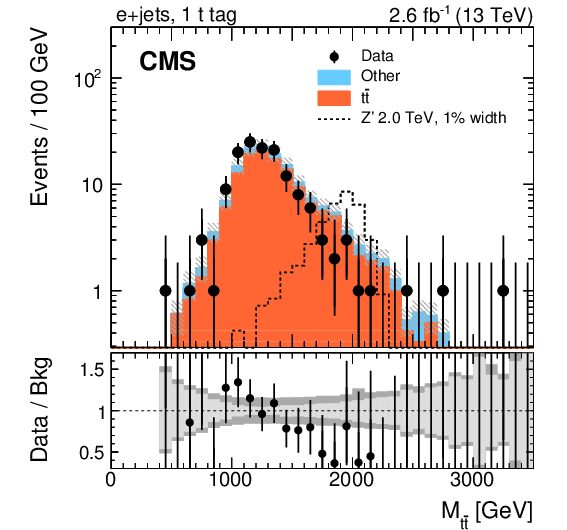 e+jets, 1 t tag 2.6 fb⁻¹ (13 TeV)
CMS
Data
Other
tt̄
Z' 2.0 TeV, 1% width
Events / 100 GeV
10²
10
1
Data / Bkg
1.5
1
0.5
0 1000 2000 3000
M_tt̄ [GeV]